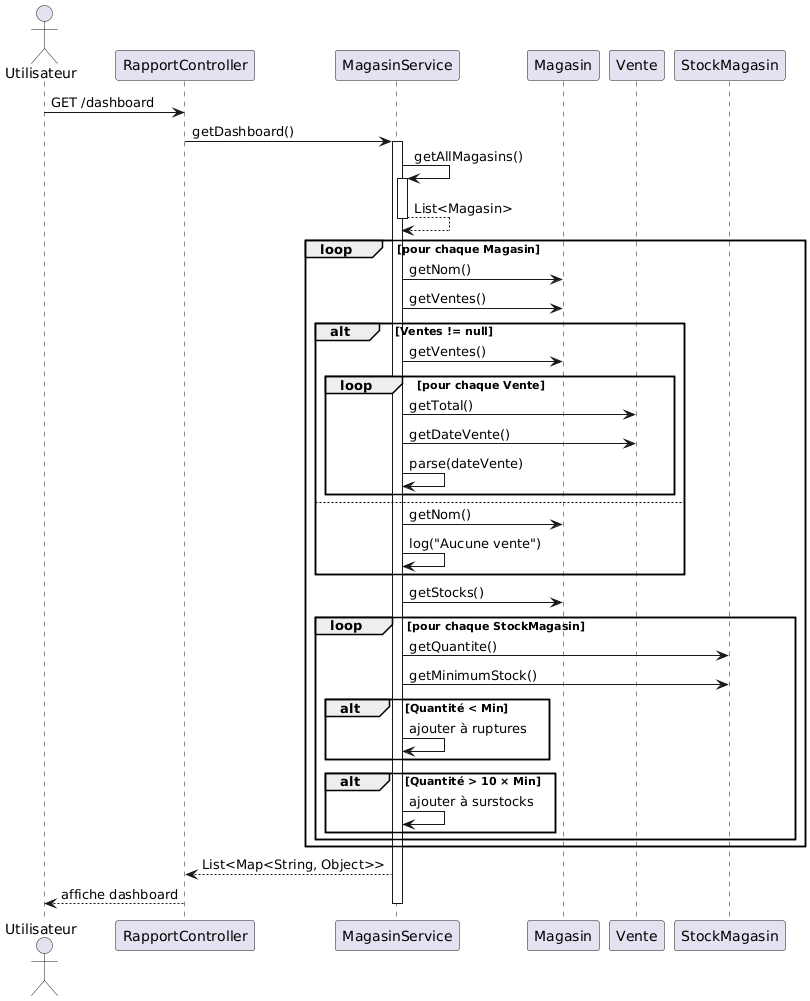 Utilisateur
RapportController
MagasinService
Magasin
Vente
StockMagasin
GET /dashboard
getDashboard()
getAllMagasins()
List<Magasin>
loop [pour chaque Magasin]
getNom()
getVentes()
alt [Ventes != null]
getVentes()
loop [pour chaque Vente]
getTotal()
getDateVente()
parse(dateVente)
getNom()
log("Aucune vente")
getStocks()
loop [pour chaque StockMagasin]
getQuantite()
getMinimumStock()
alt [Quantité < Min]
ajouter à ruptures
alt [Quantité > 10 × Min]
ajouter à surstocks
List<Map<String, Object>>
affiche dashboard
Utilisateur
RapportController
MagasinService
Magasin
Vente
StockMagasin